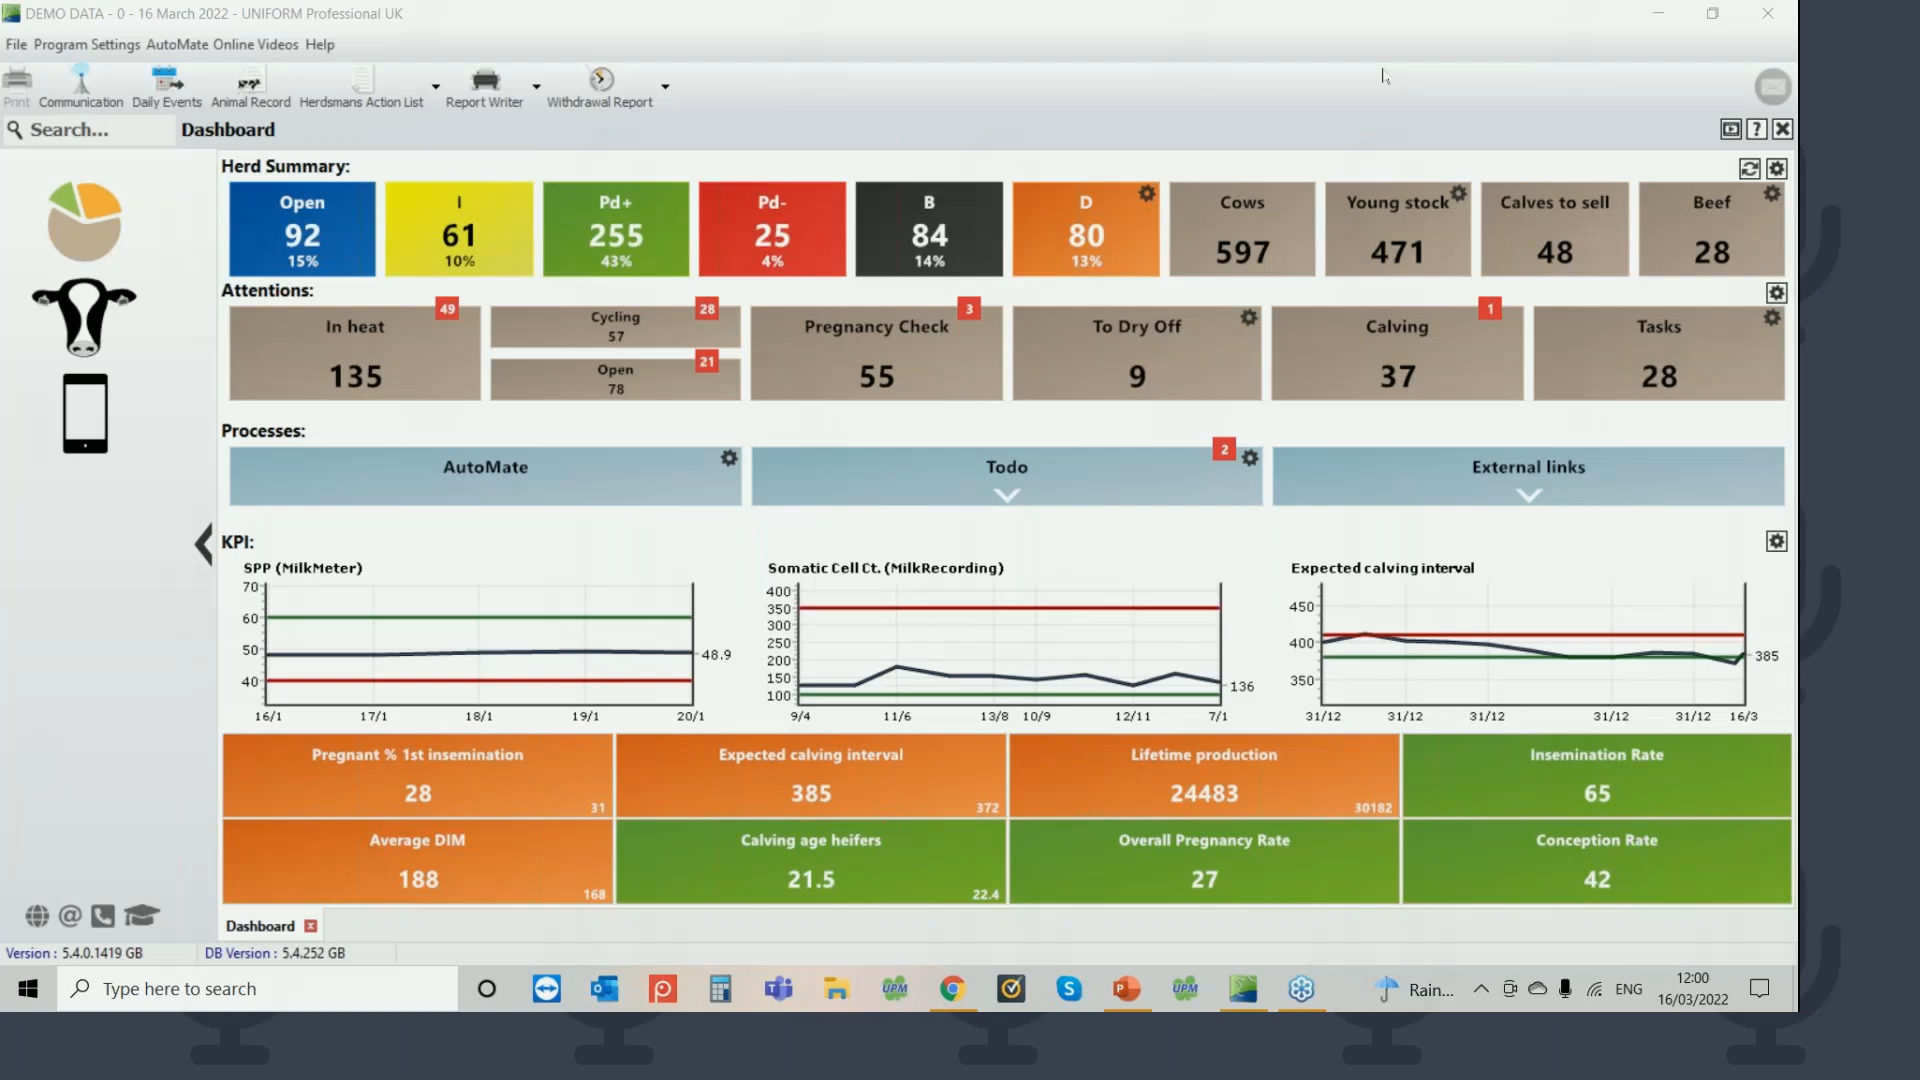 DEMO DATA - 0 - 16 March 2022 - UNIFORM Professional UK
File Program Settings AutoMate Online Videos Help
Print Communication Daily Events Animal Record Herdsmans Action List Report Writer Withdrawal Report
Search... Dashboard
?
Herd Summary:
Open I Pd+ Pd- B D Cows Young stock Calves to sell Beef
92 61 255 25 84 80 597 471 48 28
15% 10% 43% 4% 14% 13%
Attentions:
49 28 3 1
In heat Cycling Pregnancy Check To Dry Off Calving Tasks
57
21
Open
135 78 55 9 37 28
Processes:
2
AutoMate Todo External links
KPI:
SPP (MilkMeter) Somatic Cell Ct. (MilkRecording) Expected calving interval
70
60
50
40
48.9
16/1 17/1 18/1 19/1 20/1
400
350
300
250
200
150
100
136
9/4 11/6 13/8 10/9 12/11 7/1
450
400
350
385
31/12 31/12 31/12 31/12 31/12 16/3
Pregnant % 1st insemination Expected calving interval Lifetime production Insemination Rate
28 385 24483 65
31 372 30182
Average DIM Calving age heifers Overall Pregnancy Rate Conception Rate
188 21.5 27 42
168 22.4
@
Dashboard x
Version : 5.4.0.1419 GB DB Version : 5.4.252 GB
Type here to search UPM S P UPM Rain... ENG 12:00
16/03/2022